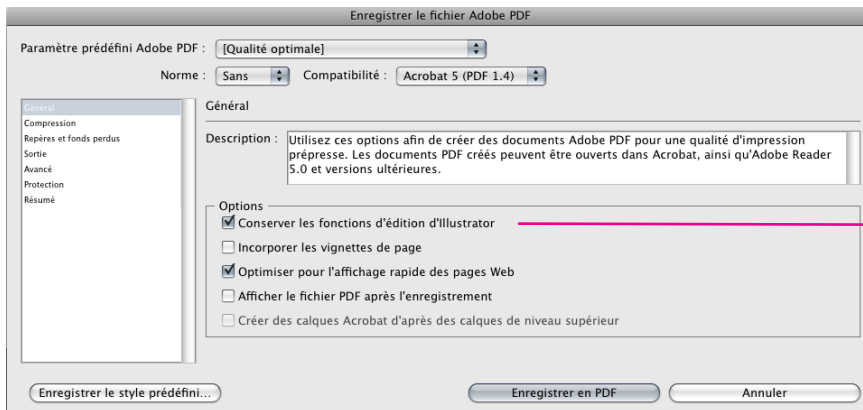 Enregistrer le fichier Adobe PDF
Paramètre prédéfini Adobe PDF : [Qualité optimale]
Norme : Sans Compatibilité : Acrobat 5 (PDF 1.4)
Général
Compression
Repères et fonds perdus
Sortie
Avancé
Protection
Résumé
Général
Description : Utilisez ces options afin de créer des documents Adobe PDF pour une qualité d'impression
prépresse. Les documents PDF créés peuvent être ouverts dans Acrobat, ainsi qu'Adobe Reader
5.0 et versions ultérieures.
Options
Conserver les fonctions d'édition d'Illustrator
Incorporer les vignettes de page
Optimiser pour l'affichage rapide des pages Web
Afficher le fichier PDF après l'enregistrement
Créer des calques Acrobat d'après des calques de niveau supérieur
Enregistrer le style prédéfini... Enregistrer en PDF Annuler